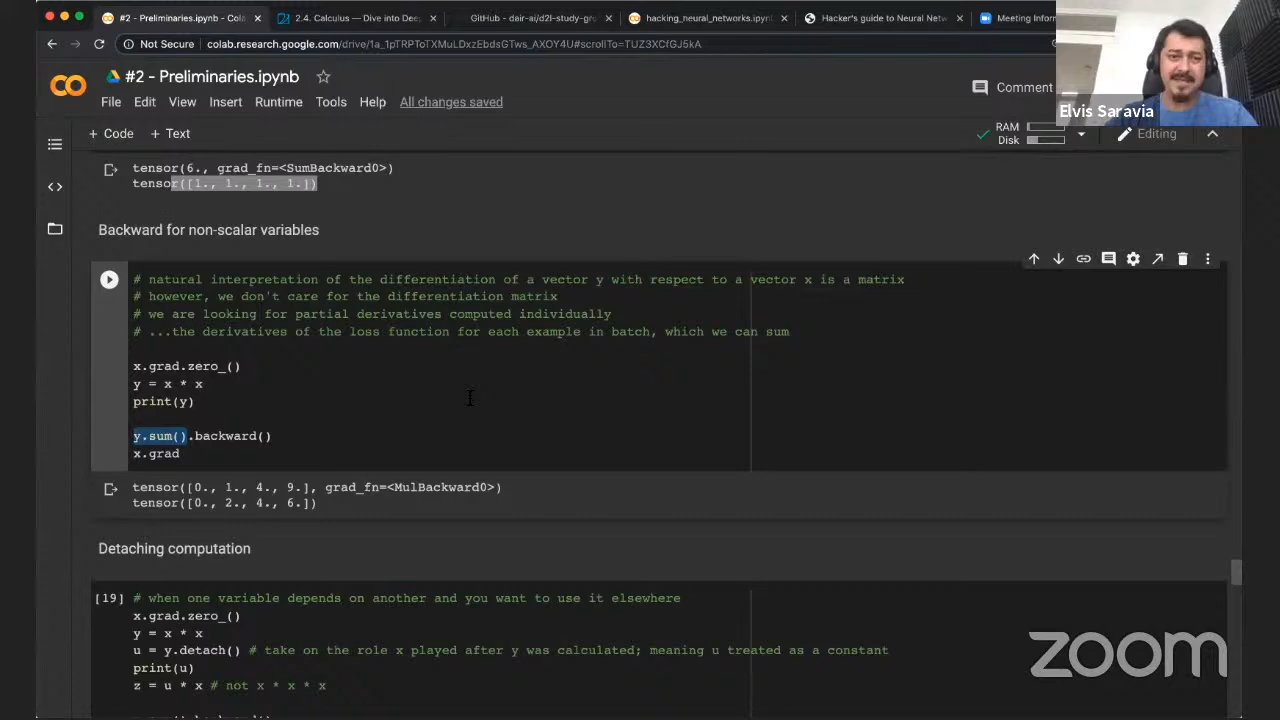 #2 - Preliminaries.ipynb - Cola
2.4. Calculus — Dive into Deep
GitHub - dair-ai/d2l-study-gro
hacking_neural_networks.ipynb
Hacker's guide to Neural Netw
Meeting Inform
Not Secure
colab.research.google.com/drive/1a_1pTRPToTXMuLDxzEbdsGTws_AXOY4U#scrollTo=TUZ3XCfGJ5kA
#2 - Preliminaries.ipynb
File Edit View Insert Runtime Tools Help All changes saved
Comment
Elvis Saravia
+ Code + Text
RAM
Disk
Editing
tensor(6., grad_fn=<SumBackward0>)
tensor([1., 1., 1., 1.])
Backward for non-scalar variables
# natural interpretation of the differentiation of a vector y with respect to a vector x is a matrix
# however, we don't care for the differentiation matrix
# we are looking for partial derivatives computed individually
# ...the derivatives of the loss function for each example in batch, which we can sum
x.grad.zero_()
y = x * x
print(y)
y.sum().backward()
x.grad
tensor([0., 1., 4., 9.], grad_fn=<MulBackward0>)
tensor([0., 2., 4., 6.])
Detaching computation
[19] # when one variable depends on another and you want to use it elsewhere
x.grad.zero_()
y = x * x
u = y.detach() # take on the role x played after y was calculated; meaning u treated as a constant
print(u)
z = u * x # not x * x * x
zoom